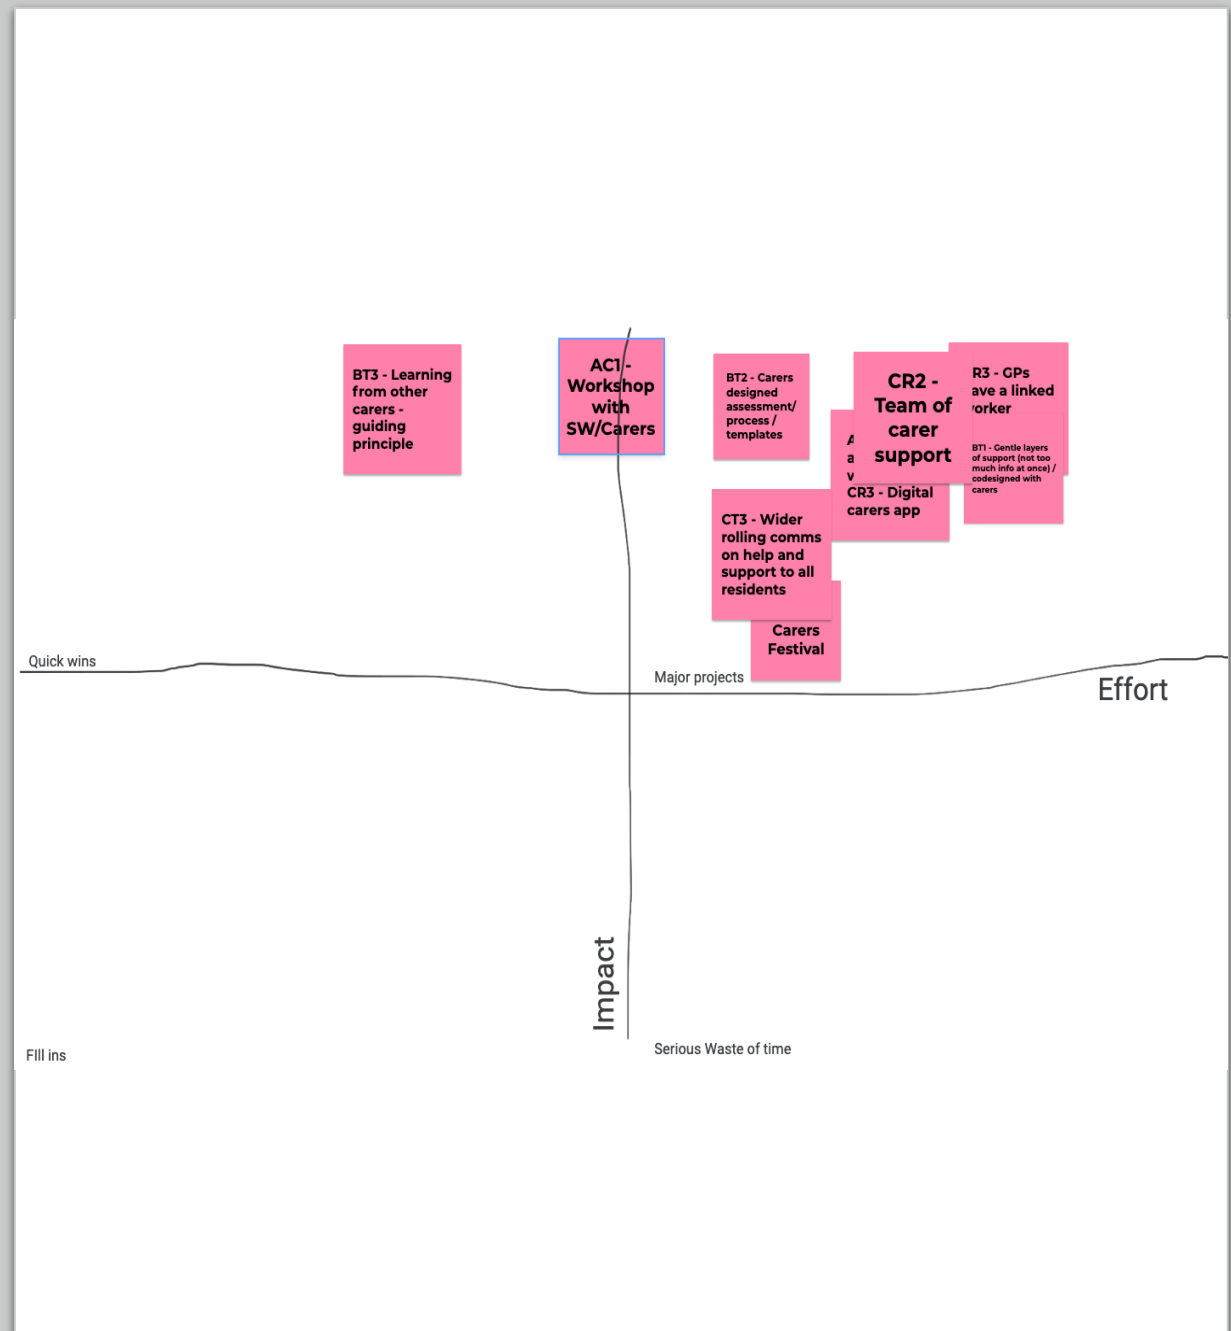 BT3 - Learning
from other
carers -
guiding
principle
AC1 -
Workshop
with
SW/Carers
BT2 - Carers
designed
assessment/
process /
templates
CR2 -
Team of
carer
support
R3 - GPs
ave a linked
orker
BT1 - Gentle layers
of support (not too
much info at once) /
codesigned with
carers
A
a
v
CR3 - Digital
carers app
CT3 - Wider
rolling comms
on help and
support to all
residents
Carers
Festival
Quick wins
Major projects
Effort
Impact
FIll ins
Serious Waste of time